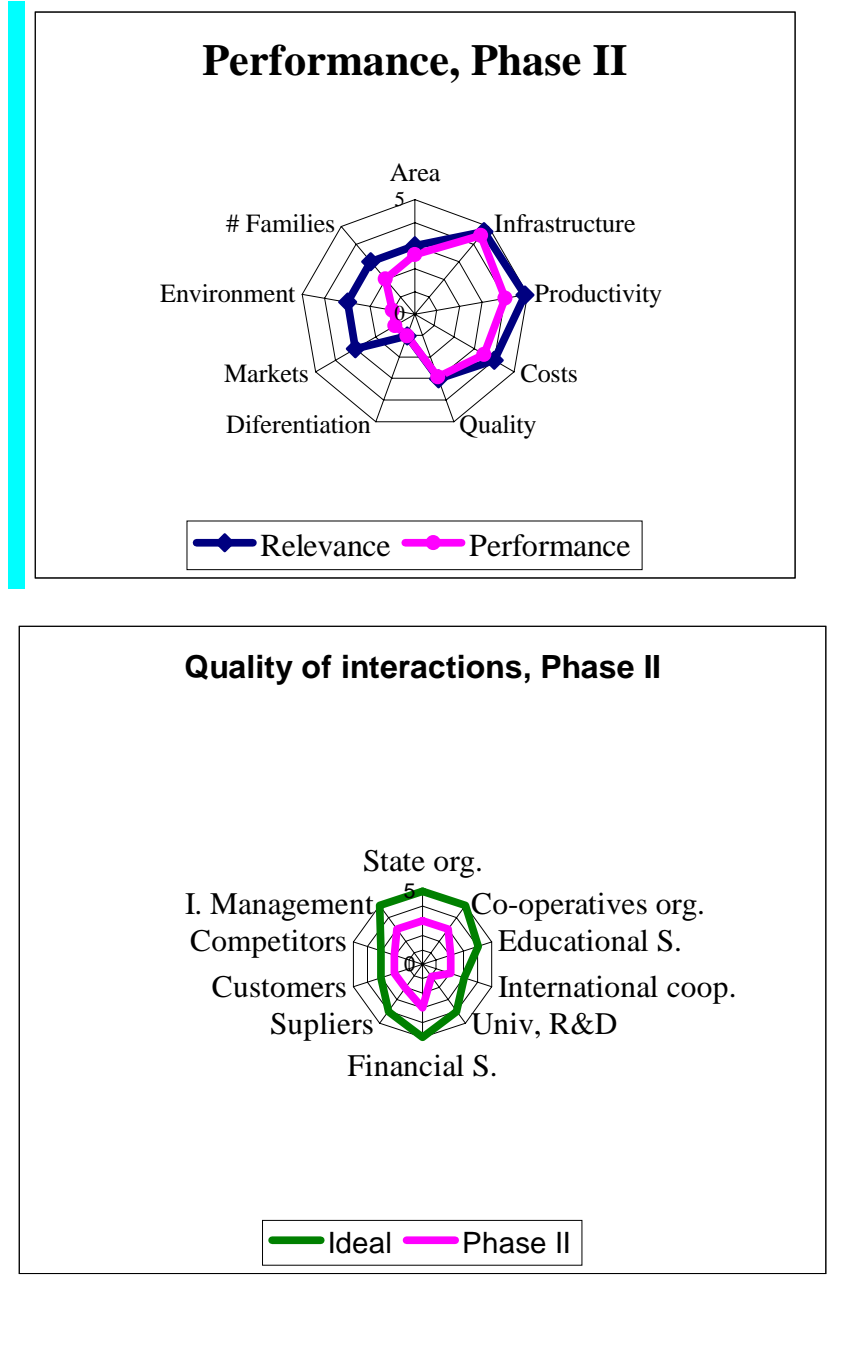 Performance, Phase II
Area
5
# Families
Infrastructure
Environment
0
Productivity
Markets
Costs
Diferentiation
Quality
Relevance
Performance
Quality of interactions, Phase II
State org.
5
I. Management
Co-operatives org.
Competitors
Educational S.
0
Customers
International coop.
Supliers
Univ, R&D
Financial S.
Ideal
Phase II